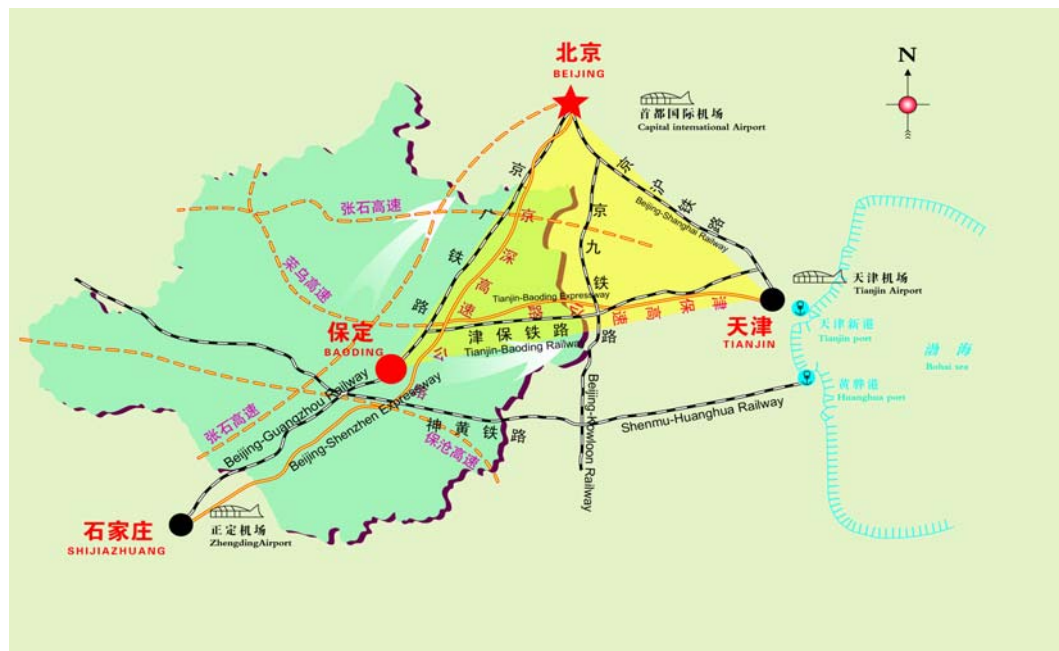 北京
BEIJING
N
首都国际机场
Capital international Airport
京广铁路
京深高速公路
京九铁路
京沪铁路
Beijing-Shanghai Railway
张石高速
荣乌高速
天津机场
Tianjin Airport
Tianjin-Baoding Expressway
津保高速公路
天津
TIANJIN
天津新港
Tianjin port
渤海
Bohai sea
保定
BAODING
津保铁路
Tianjin-Baoding Railway
黄骅港
Huanghua port
张石高速
Beijing-Guangzhou Railway
Beijing-Shenzhen Expressway
神黄铁路
保沧高速
Beijing-Kowloon Railway
Shenmu-Huanghua Railway
石家庄
SHIJIAZHUANG
正定机场
ZhengdingAirport